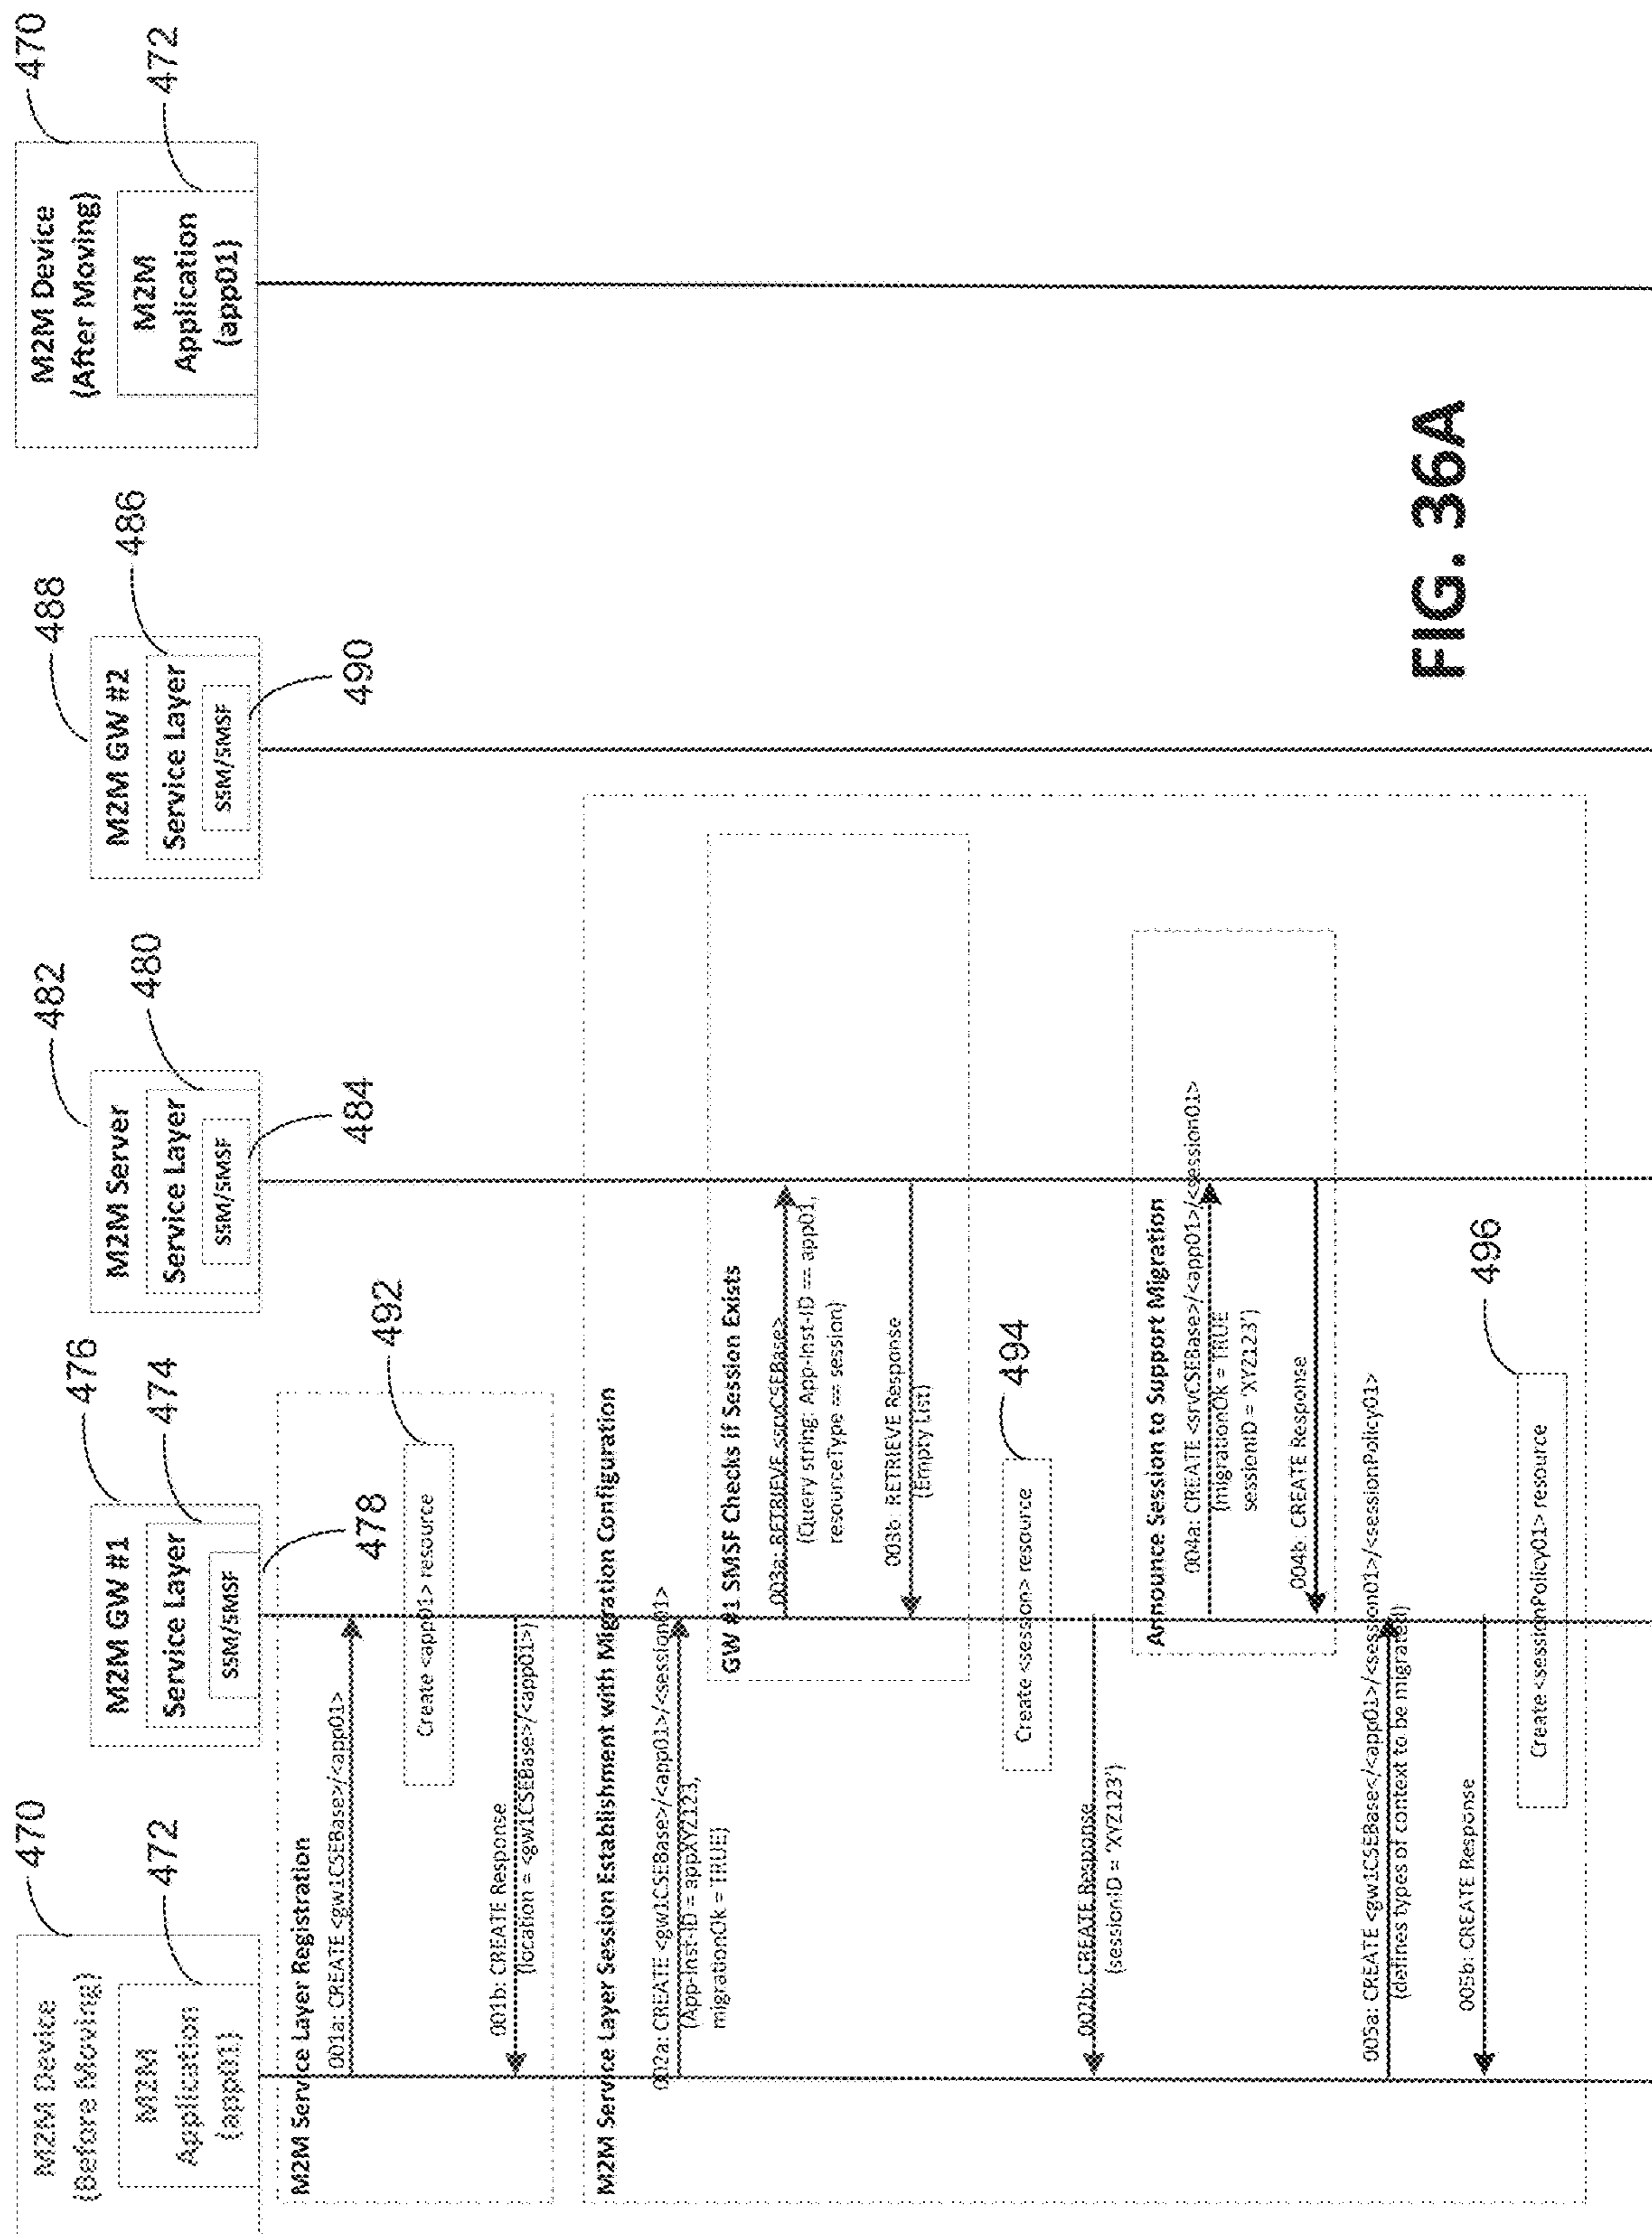 470
M2M Device
(Before Moving)
472
M2M
Application
(app01)
476
M2M GW #1
474
Service Layer
SSM/SMSF
478
482
M2M Server
480
Service Layer
SSM/SMSF
484
488
M2M GW #2
486
Service Layer
SSM/SMSF
490
470
M2M Device
(After Moving)
472
M2M
Application
(app01)
M2M Service Layer Registration
001a: CREATE <gw1CSEBase>/<app01>
492
Create <app01> resource
001b: CREATE Response
(location = <gw1CSEBase>/<app01>)
M2M Service Layer Session Establishment with Migration Configuration
002a: CREATE <gw1CSEBase>/<app01>/<session01>
(App-Inst-ID = appXYZ123,
migrationOk = TRUE)
GW #1 SMSF Checks if Session Exists
003a: RETRIEVE <srvCSEBase>
(Query string: App-Inst-ID == app01,
resourceType == session)
003b: RETRIEVE Response
(Empty List)
494
Create <session> resource
002b: CREATE Response
(sessionID = 'XYZ123')
Announce Session to Support Migration
004a: CREATE <srvCSEBase>/<app01>/<session01>
(migrationOk = TRUE
sessionID = 'XYZ123')
004b: CREATE Response
005a: CREATE <gw1CSEBase</<app01>/<session01>/<sessionPolicy01>
(defines types of context to be migrated)
005b: CREATE Response
496
Create <sessionPolicy01> resource
FIG. 36A